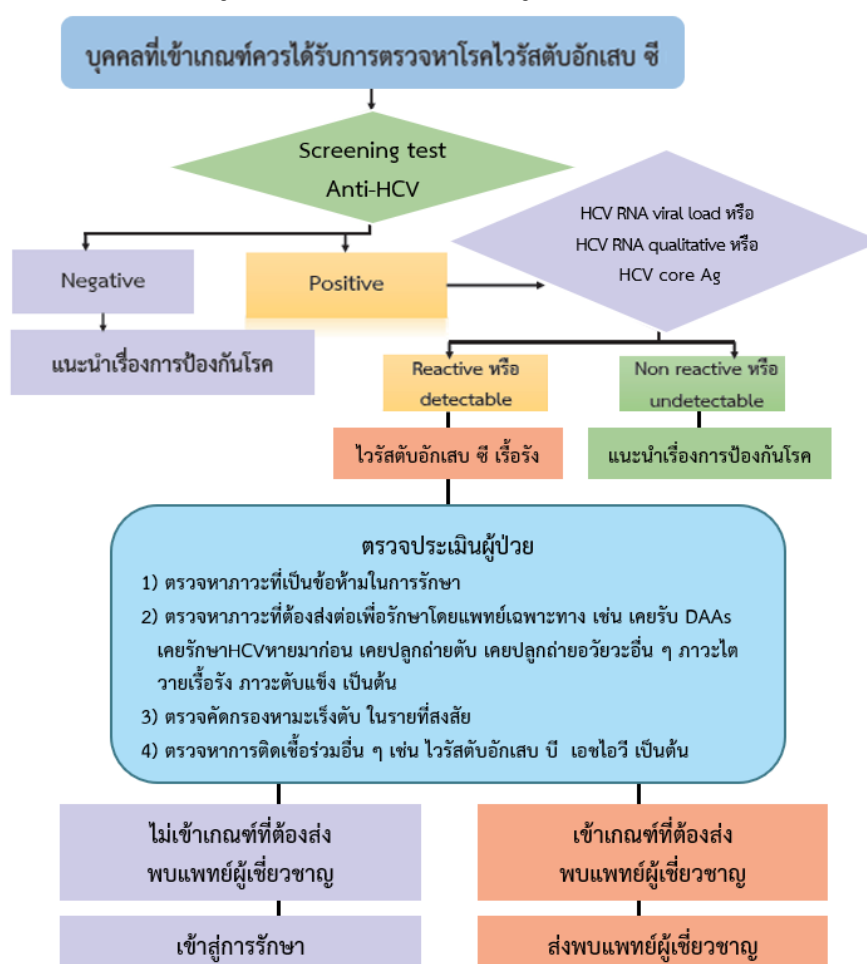 บุคคลที่เข้าเกณฑ์ควรได้รับการตรวจหาโรคไวรัสตับอักเสบ ซี
Screening test
Anti-HCV
HCV RNA viral load หรือ
HCV RNA qualitative หรือ
HCV core Ag
Negative
Positive
แนะนำเรื่องการป้องกันโรค
Reactive หรือ
detectable
Non reactive หรือ
undetectable
ไวรัสตับอักเสบ ซี เรื้อรัง
แนะนำเรื่องการป้องกันโรค
ตรวจประเมินผู้ป่วย
1) ตรวจหาภาวะที่เป็นข้อห้ามในการรักษา
2) ตรวจหาภาวะที่ต้องส่งต่อเพื่อรักษาโดยแพทย์เฉพาะทาง เช่น เคยรับ DAAs
เคยรักษาHCVหายมาก่อน เคยปลูกถ่ายตับ เคยปลูกถ่ายอวัยวะอื่น ๆ ภาวะไต
วายเรื้อรัง ภาวะตับแข็ง เป็นต้น
3) ตรวจคัดกรองหามะเร็งตับ ในรายที่สงสัย
4) ตรวจหาการติดเชื้อร่วมอื่น ๆ เช่น ไวรัสตับอักเสบ บี เอชไอวี เป็นต้น
ไม่เข้าเกณฑ์ที่ต้องส่ง
พบแพทย์ผู้เชี่ยวชาญ
เข้าเกณฑ์ที่ต้องส่ง
พบแพทย์ผู้เชี่ยวชาญ
เข้าสู่การรักษา
ส่งพบแพทย์ผู้เชี่ยวชาญ